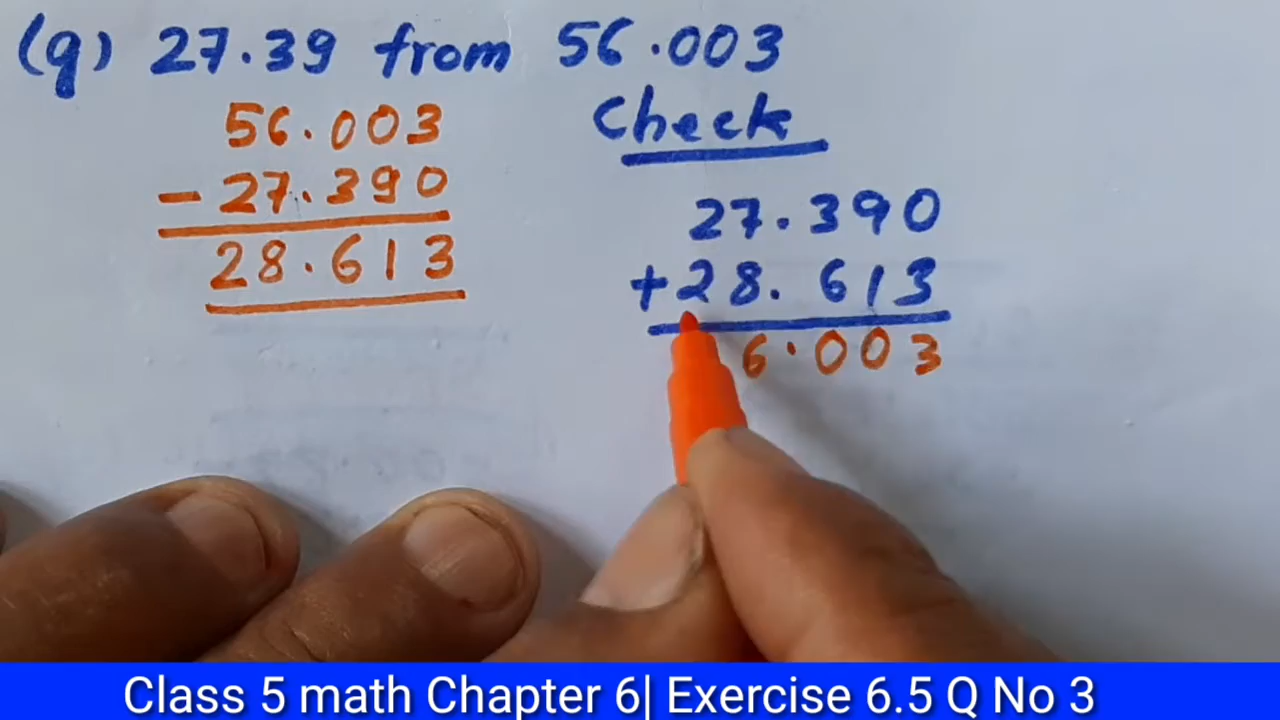 (q) 27.39 from 56.003
56.003
- 27.390
28.613
Check
27.390
+ 28.613
6.003
Class 5 math Chapter 6| Exercise 6.5 Q No 3